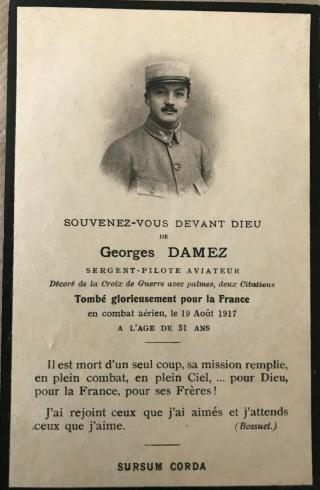 SOUVENEZ-VOUS DEVANT DIEU
DE
Georges DAMEZ
SERGENT-PILOTE AVIATEUR
Décoré de la Croix de Guerre avec palmes, deux Citations
Tombé glorieusement pour la France
en combat aérien, le 19 Août 1917
A L'AGE DE 31 ANS
Il est mort d'un seul coup, sa mission remplie,
en plein combat, en plein Ciel, ... pour Dieu,
pour la France, pour ses Frères !
J'ai rejoint ceux que j'ai aimés et j'attends
ceux que j'aime. (Bossuet.)
SURSUM CORDA